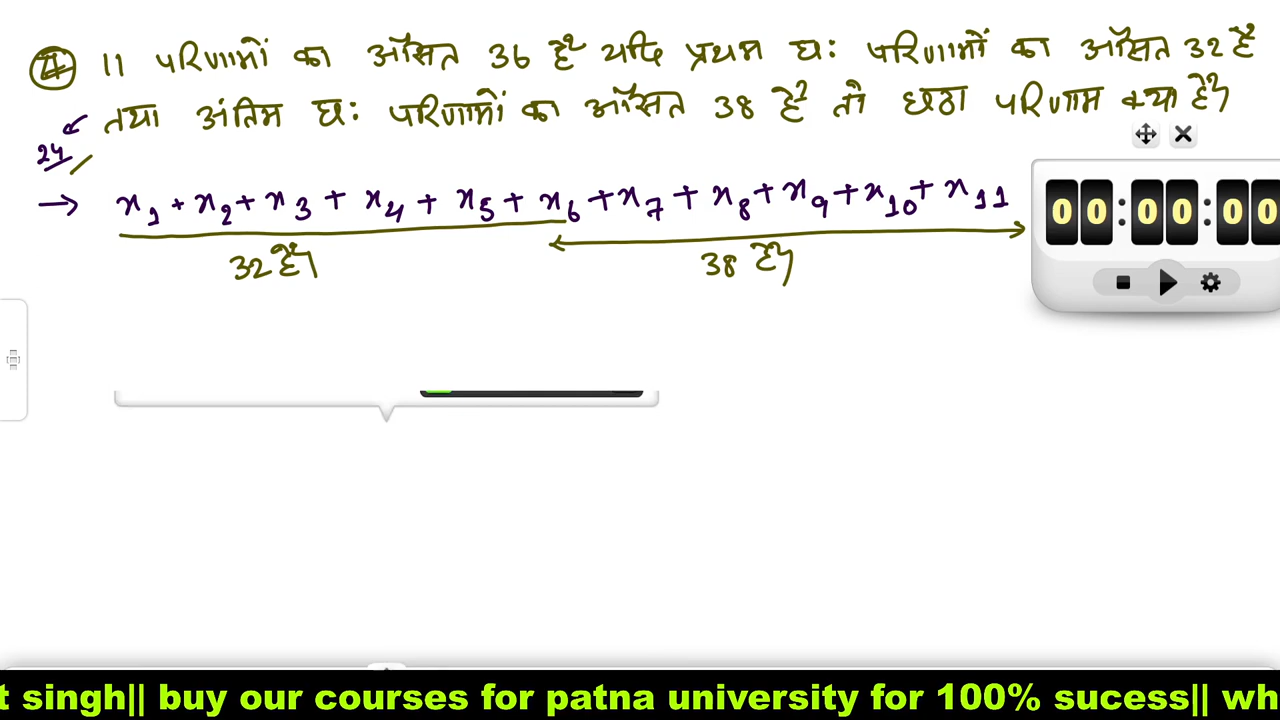 ④ 11 परिणामों का औसत 36 है यदि प्रथम छः परिणामों का औसत 32 है
तथा अंतिम छः परिणामों का औसत 38 है तो छठा परिणाम क्या है?
24
→ x₁ + x₂ + x₃ + x₄ + x₅ + x₆ + x₇ + x₈ + x₉ + x₁₀ + x₁₁
32 है। 38 है।
00:00:00
t singh|| buy our courses for patna university for 100% sucess|| wh